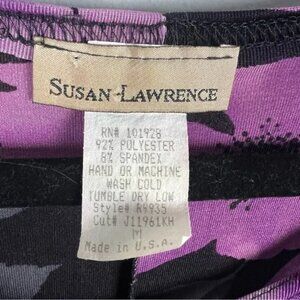 SUSAN LAWRENCE
RN# 101928
92% POLYESTER
8% SPANDEX
HAND OR MACHINE
WASH COLD
TUMBLE DRY LOW
Style# R9935
Cut# J11961KH
M
Made in U.S.A.